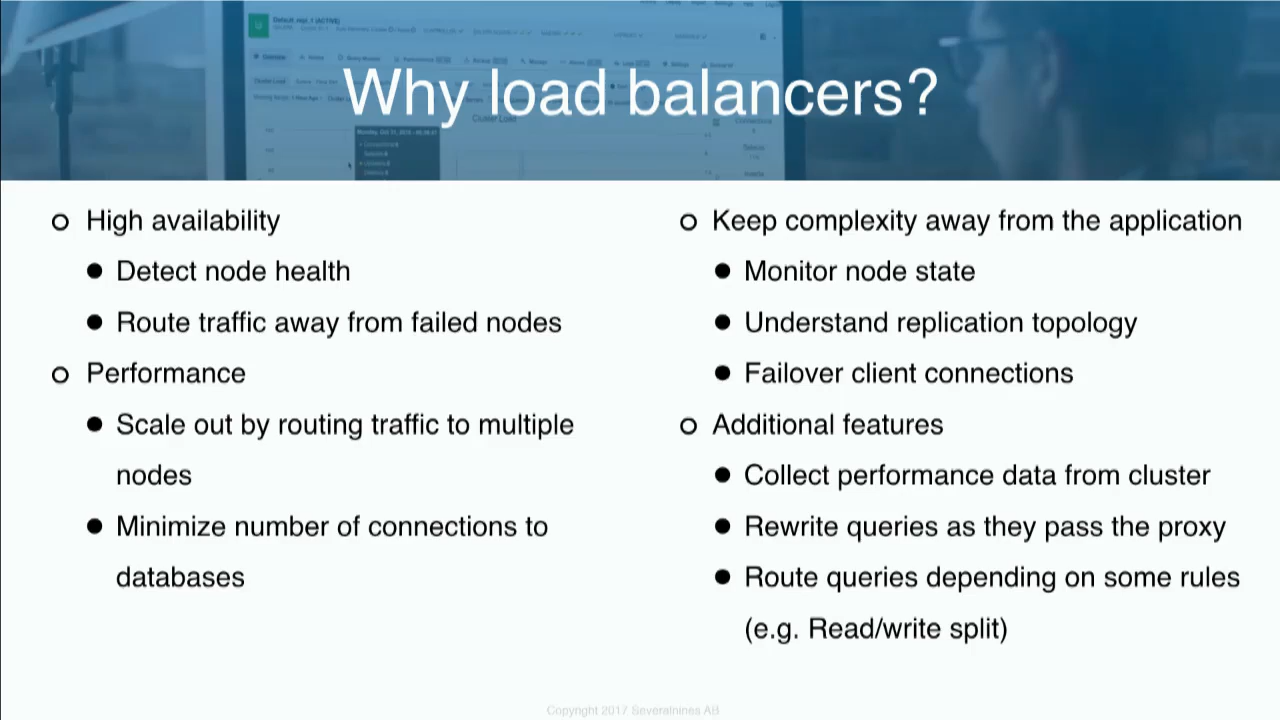 Why load balancers?
Cluster Load
High availability
Detect node health
Route traffic away from failed nodes
Performance
Scale out by routing traffic to multiple
nodes
Minimize number of connections to
databases
Keep complexity away from the application
Monitor node state
Understand replication topology
Failover client connections
Additional features
Collect performance data from cluster
Rewrite queries as they pass the proxy
Route queries depending on some rules
(e.g. Read/write split)
Copyright 2017 Severalnines AB